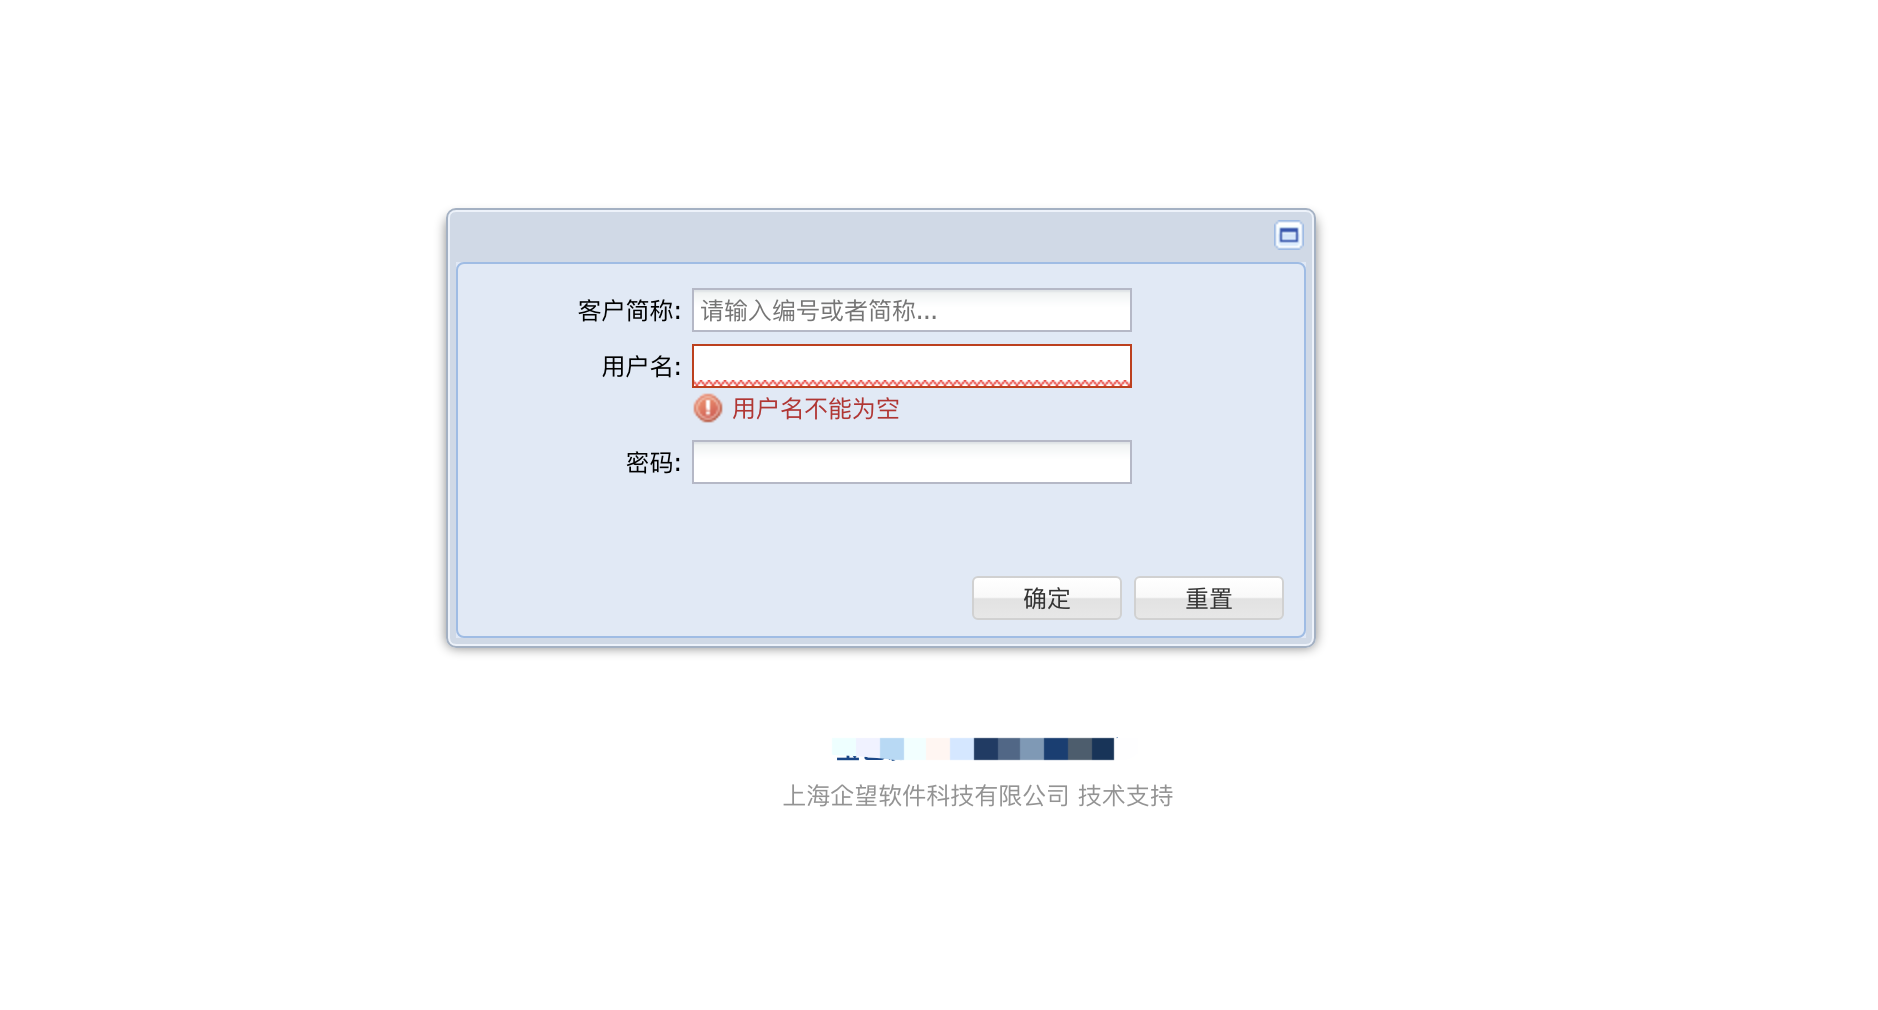 客户简称: 请输入编号或者简称...
用户名:
用户名不能为空
密码:
确定 重置
上海企望软件科技有限公司 技术支持